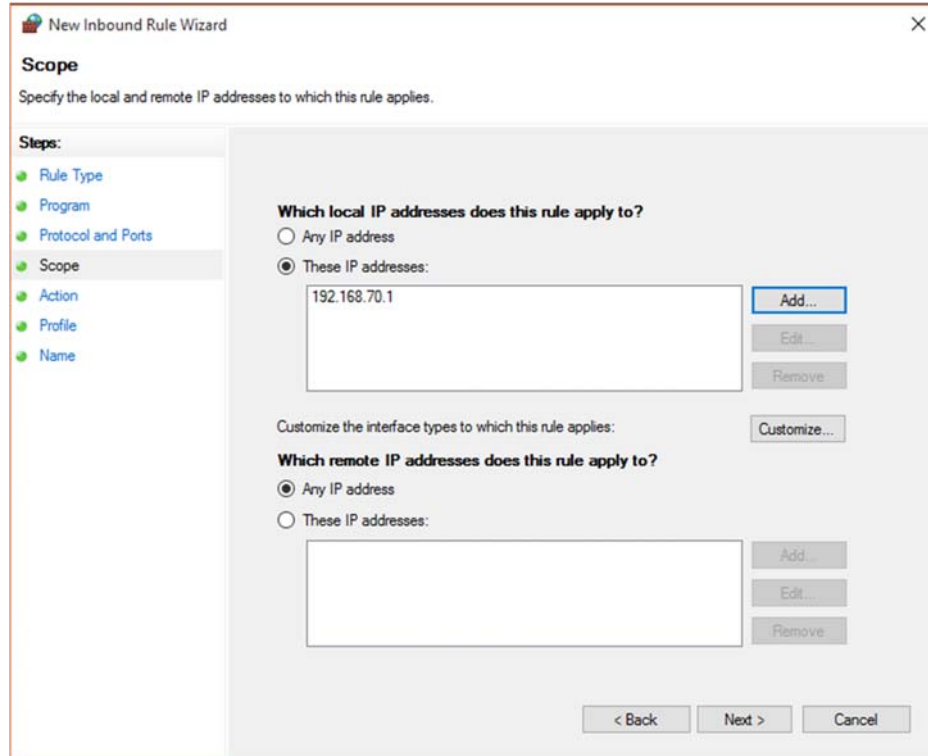 New Inbound Rule Wizard
Scope
Specify the local and remote IP addresses to which this rule applies.
Steps:
Rule Type
Program
Protocol and Ports
Scope
Action
Profile
Name
Which local IP addresses does this rule apply to?
Any IP address
These IP addresses:
192.168.70.1
Add...
Edit...
Remove
Customize the interface types to which this rule applies:
Customize...
Which remote IP addresses does this rule apply to?
Any IP address
These IP addresses:
Add...
Edit...
Remove
< Back
Next >
Cancel